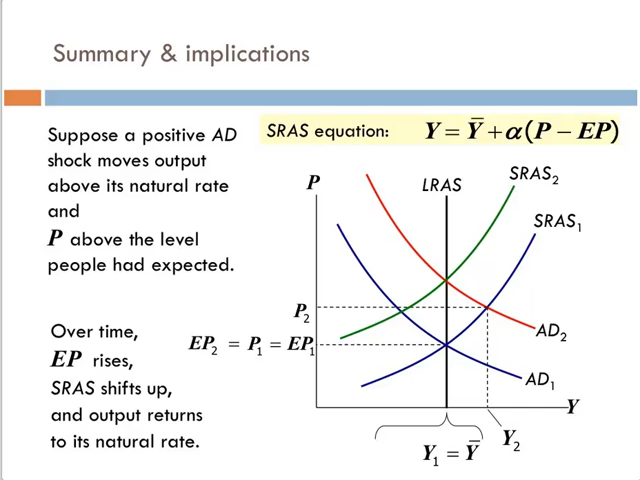 Summary & implications
Suppose a positive AD
shock moves output
above its natural rate
and
P above the level
people had expected.
Over time,
EP rises,
SRAS shifts up,
and output returns
to its natural rate.
SRAS equation: Y = Y̅ + α(P − EP)
P
LRAS
SRAS₂
SRAS₁
P₂
EP₂ = P₁ = EP₁
AD₂
AD₁
Y
Y₁ = Y̅
Y₂